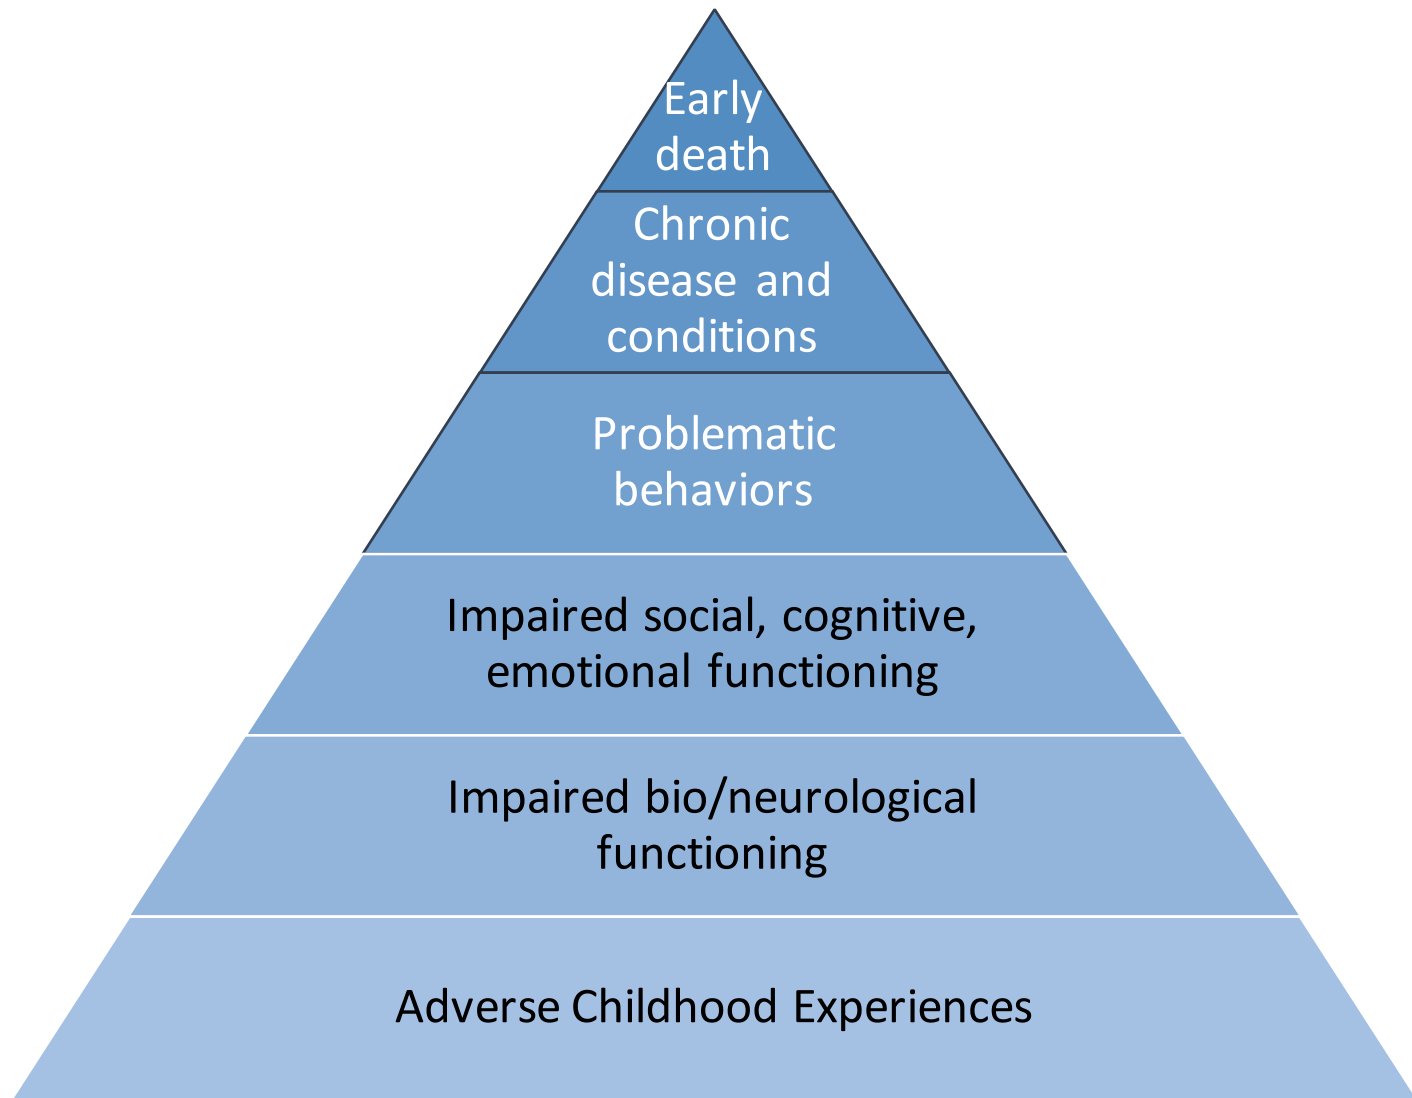 Early
death
Chronic
disease and
conditions
Problematic
behaviors
Impaired social, cognitive,
emotional functioning
Impaired bio/neurological
functioning
Adverse Childhood Experiences